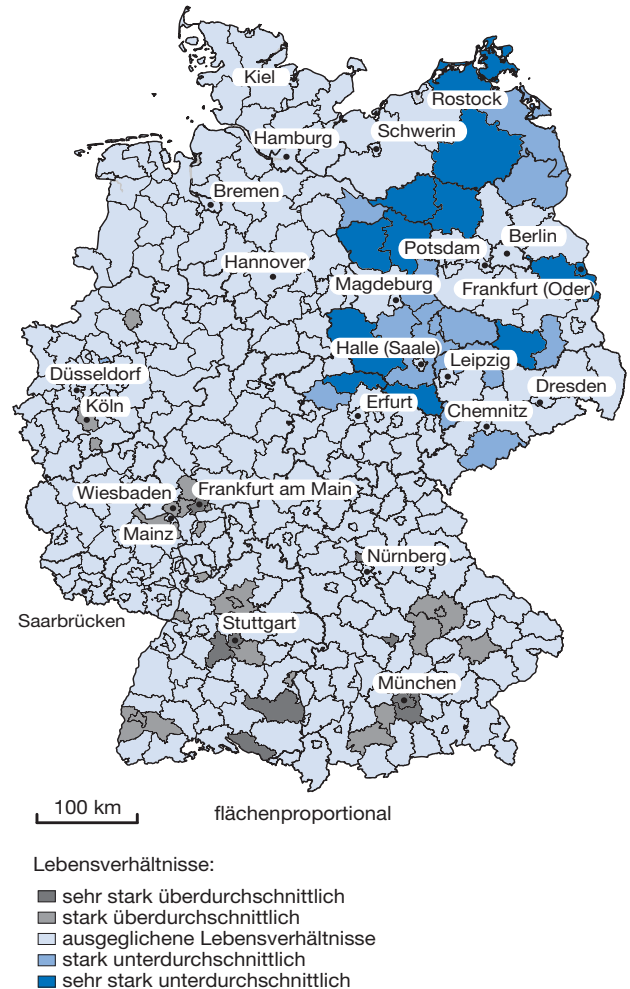 Kiel
Rostock
Schwerin
Hamburg
Bremen
Berlin
Potsdam
Hannover
Magdeburg
Frankfurt (Oder)
Halle (Saale)
Leipzig
Düsseldorf
Dresden
Köln
Erfurt
Chemnitz
Wiesbaden
Frankfurt am Main
Mainz
Nürnberg
Saarbrücken
Stuttgart
München
100 km
flächenproportional
Lebensverhältnisse:
sehr stark überdurchschnittlich
stark überdurchschnittlich
ausgeglichene Lebensverhältnisse
stark unterdurchschnittlich
sehr stark unterdurchschnittlich